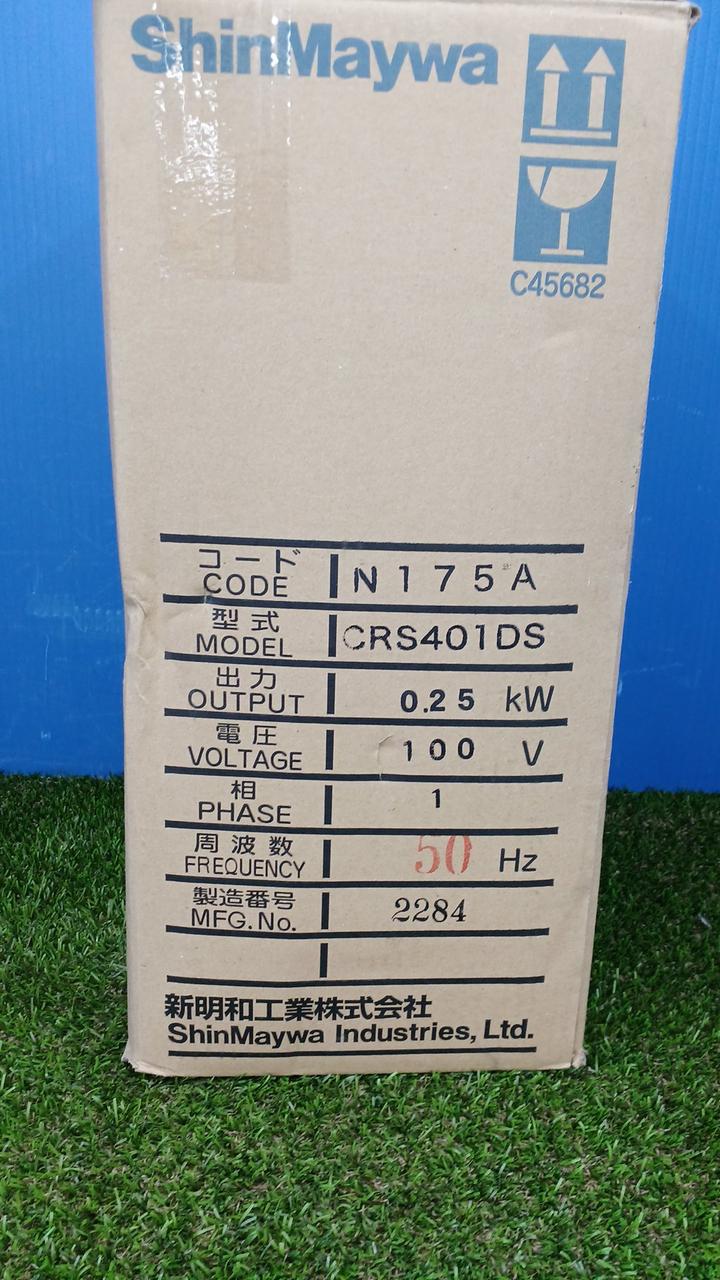 ShinMaywa
C45682
コード
CODE
N175A
型式
MODEL
CRS401DS
出力
OUTPUT
0.25 kW
電圧
VOLTAGE
100 V
相
PHASE
1
周波数
FREQUENCY
50 Hz
製造番号
MFG.No.
2284
新明和工業株式会社
ShinMaywa Industries, Ltd.